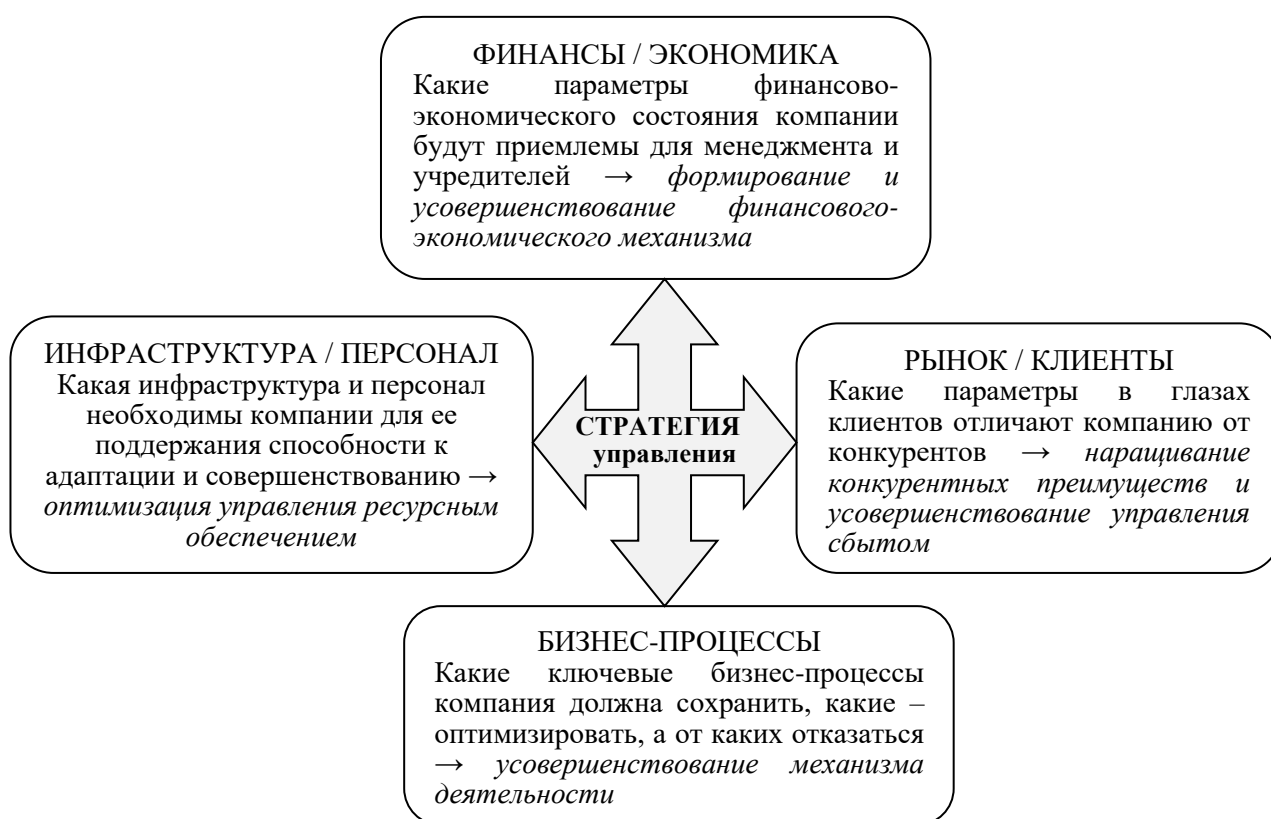 ФИНАНСЫ / ЭКОНОМИКА
Какие параметры финансово-
экономического состояния компании
будут приемлемы для менеджмента и
учредителей → формирование и
усовершенствование финансового-
экономического механизма
ИНФРАСТРУКТУРА / ПЕРСОНАЛ
Какая инфраструктура и персонал
необходимы компании для ее
поддержания способности к
адаптации и совершенствованию →
оптимизация управления ресурсным
обеспечением
СТРАТЕГИЯ
управления
РЫНОК / КЛИЕНТЫ
Какие параметры в глазах
клиентов отличают компанию от
конкурентов → наращивание
конкурентных преимуществ и
усовершенствование управления
сбытом
БИЗНЕС-ПРОЦЕССЫ
Какие ключевые бизнес-процессы
компания должна сохранить, какие –
оптимизировать, а от каких отказаться
→ усовершенствование механизма
деятельности